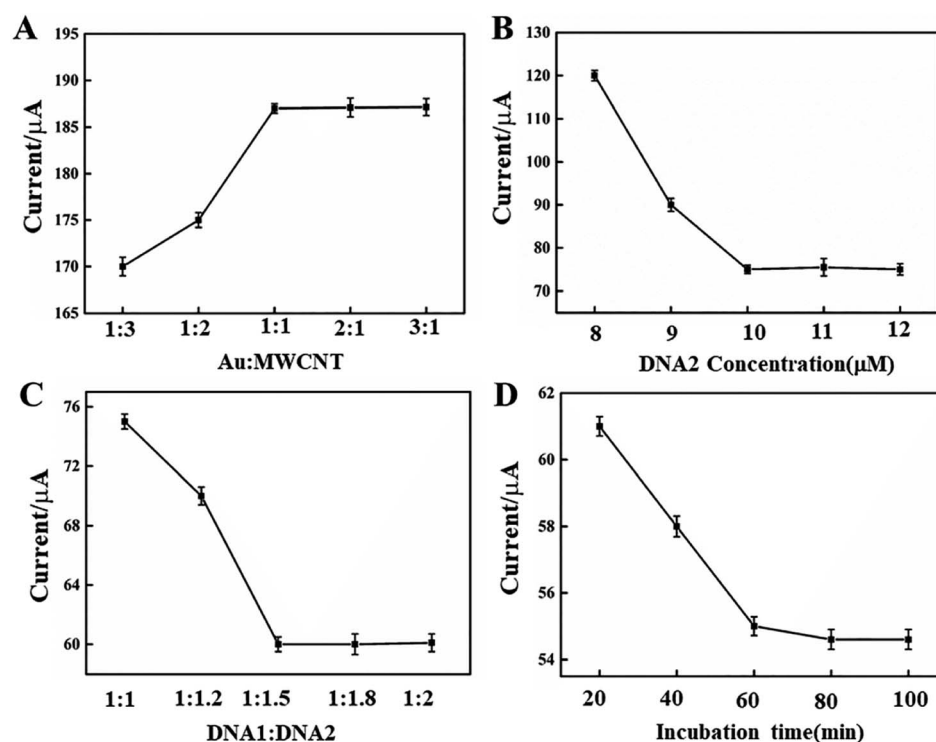 A
Current/μA
195
190
185
180
175
170
165
1:3 1:2 1:1 2:1 3:1
Au:MWCNT
B
Current/μA
130
120
110
100
90
80
70
8 9 10 11 12
DNA2 Concentration(μM)
C
Current/μA
76
72
68
64
60
1:1 1:1.2 1:1.5 1:1.8 1:2
DNA1:DNA2
D
Current/μA
62
60
58
56
54
20 40 60 80 100
Incubation time(min)